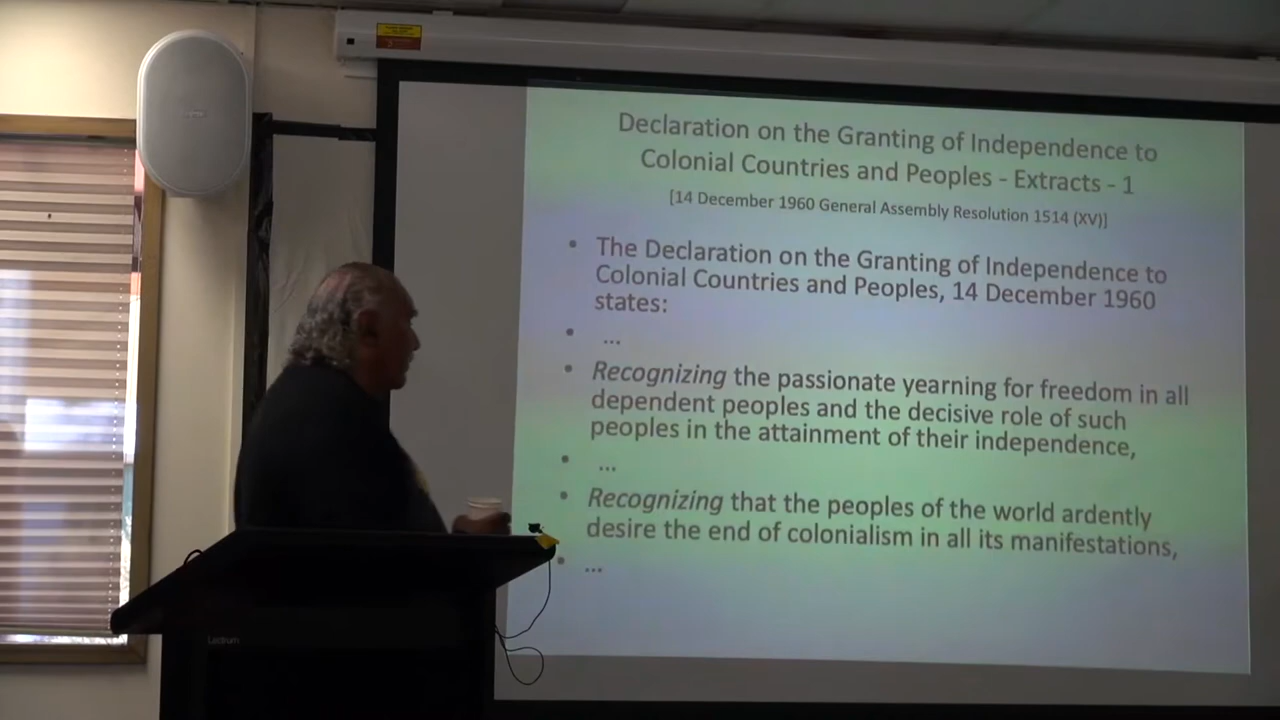 Declaration on the Granting of Independence to
Colonial Countries and Peoples - Extracts - 1
[14 December 1960 General Assembly Resolution 1514 (XV)]
• The Declaration on the Granting of Independence to
Colonial Countries and Peoples, 14 December 1960
states:
• ...
• Recognizing the passionate yearning for freedom in all
dependent peoples and the decisive role of such
peoples in the attainment of their independence,
• ...
• Recognizing that the peoples of the world ardently
desire the end of colonialism in all its manifestations,
• ...
Lectrum